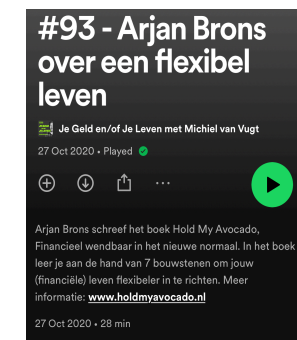 #93 - Arjan Brons
over een flexibel
leven
Je Geld en/of Je Leven met Michiel van Vugt
27 Oct 2020 • Played
Arjan Brons schreef het boek Hold My Avocado,
Financieel wendbaar in het nieuwe normaal. In het boek
leer je aan de hand van 7 bouwstenen om jouw
(financiële) leven flexibeler in te richten. Meer
informatie: www.holdmyavocado.nl
27 Oct 2020 • 28 min